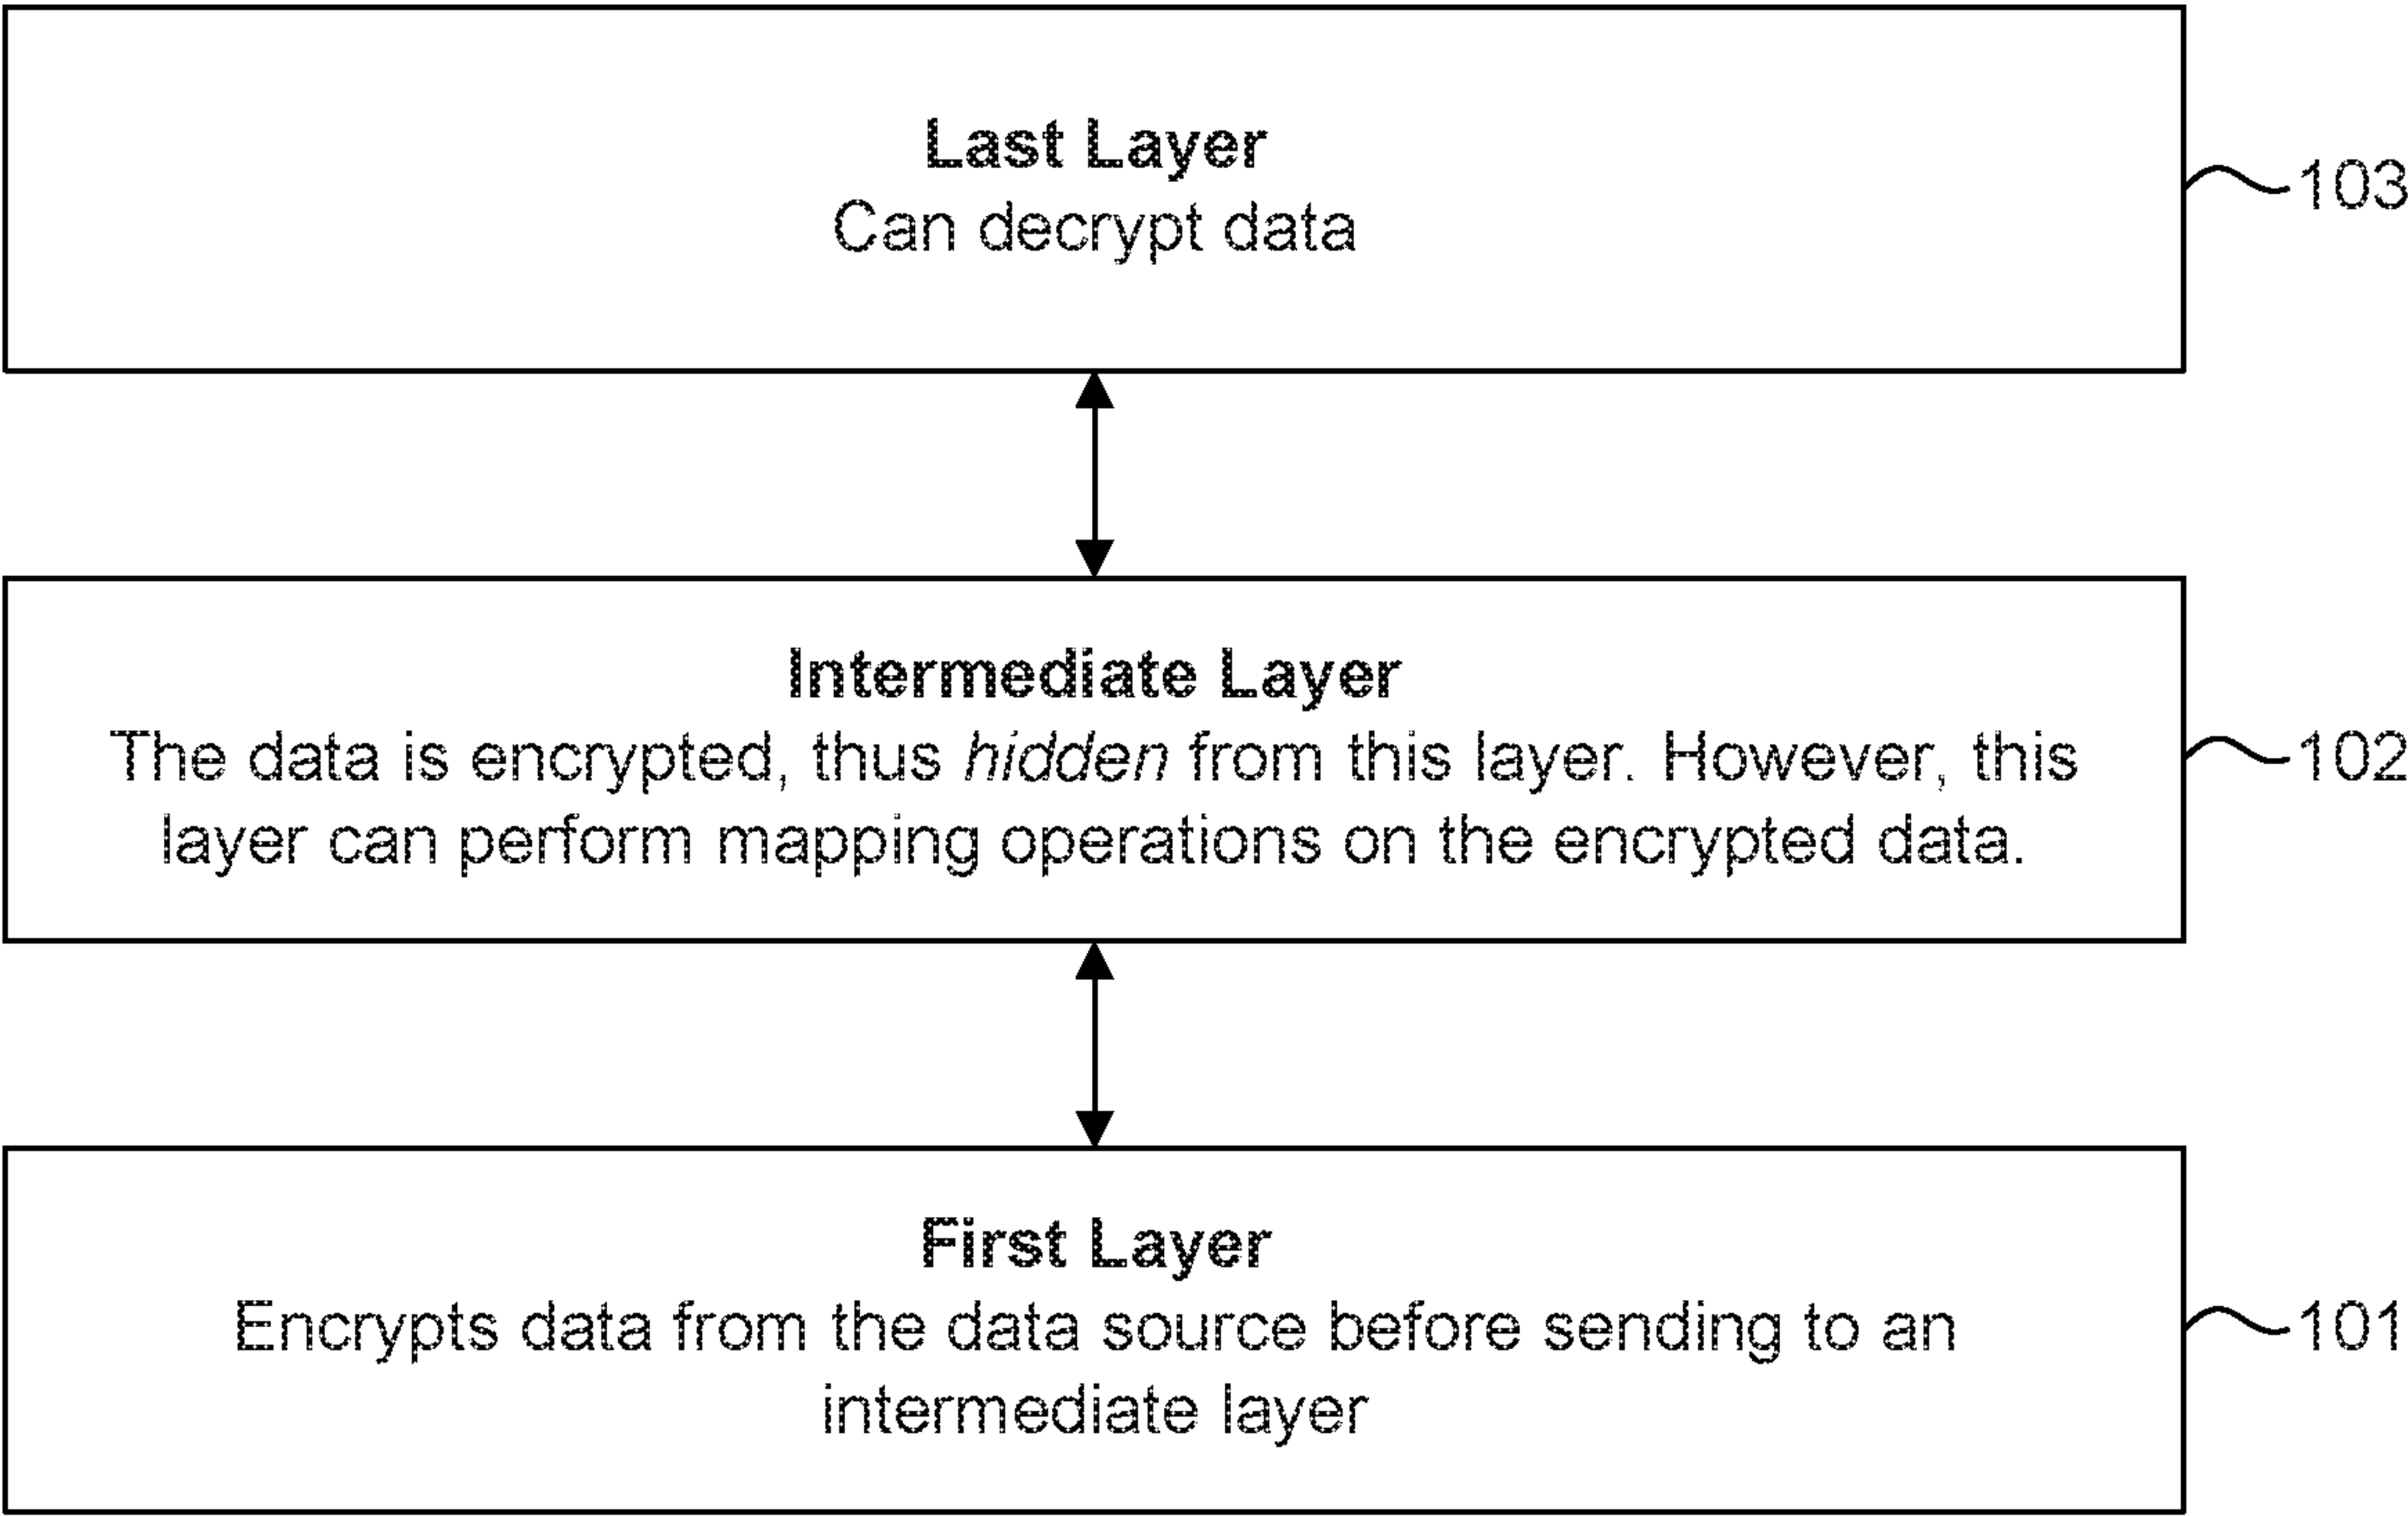 Last Layer
Can decrypt data
103
Intermediate Layer
The data is encrypted, thus hidden from this layer. However, this
layer can perform mapping operations on the encrypted data.
102
First Layer
Encrypts data from the data source before sending to an
intermediate layer
101